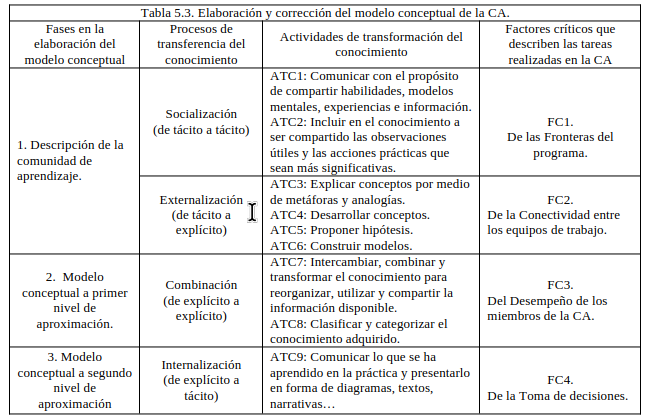 Tabla 5.3. Elaboración y corrección del modelo conceptual de la CA.
Fases en la
elaboración del
modelo conceptual
Procesos de
transferencia del
conocimiento
Actividades de transformación del
conocimiento
Factores críticos que
describen las tareas
realizadas en la CA
1. Descripción de la
comunidad de
aprendizaje.
Socialización
(de tácito a tácito)
ATC1: Comunicar con el propósito
de compartir habilidades, modelos
mentales, experiencias e información.
ATC2: Incluir en el conocimiento a
ser compartido las observaciones
útiles y las acciones prácticas que
sean más significativas.
FC1.
De las Fronteras del
programa.
Externalización
(de tácito a
explícito)
ATC3: Explicar conceptos por medio
de metáforas y analogías.
ATC4: Desarrollar conceptos.
ATC5: Proponer hipótesis.
ATC6: Construir modelos.
FC2.
De la Conectividad entre
los equipos de trabajo.
2. Modelo
conceptual a primer
nivel de
aproximación.
Combinación
(de explícito a
explícito)
ATC7: Intercambiar, combinar y
transformar el conocimiento para
reorganizar, utilizar y compartir la
información disponible.
ATC8: Clasificar y categorizar el
conocimiento adquirido.
FC3.
Del Desempeño de los
miembros de la CA.
3. Modelo
conceptual a segundo
nivel de
aproximación
Internalización
(de explícito a
tácito)
ATC9: Comunicar lo que se ha
aprendido en la práctica y presentarlo
en forma de diagramas, textos,
narrativas…
FC4.
De la Toma de decisiones.